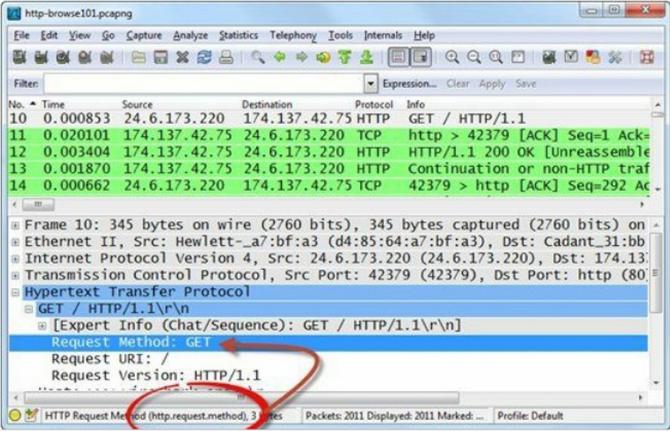 http-browse101.pcapng
File Edit View Go Capture Analyze Statistics Telephony Tools Internals Help
Filter: Expression... Clear Apply Save
No. Time Source Destination Protocol Info
10 0.000853 24.6.173.220 174.137.42.75 HTTP GET / HTTP/1.1
11 0.020101 174.137.42.75 24.6.173.220 TCP http > 42379 [ACK] Seq=1 Ack=
12 0.003404 174.137.42.75 24.6.173.220 HTTP HTTP/1.1 200 OK [Unreassemble
13 0.001870 174.137.42.75 24.6.173.220 HTTP Continuation or non-HTTP traf
14 0.000662 24.6.173.220 174.137.42.75 TCP 42379 > http [ACK] Seq=292 Ac
Frame 10: 345 bytes on wire (2760 bits), 345 bytes captured (2760 bits) on
Ethernet II, Src: Hewlett-_a7:bf:a3 (d4:85:64:a7:bf:a3), Dst: Cadant_31:bb
Internet Protocol Version 4, Src: 24.6.173.220 (24.6.173.220), Dst: 174.13
Transmission Control Protocol, Src Port: 42379 (42379), Dst Port: http (80)
Hypertext Transfer Protocol
GET / HTTP/1.1\r\n
[Expert Info (Chat/Sequence): GET / HTTP/1.1\r\n]
Request Method: GET
Request URI: /
Request Version: HTTP/1.1
HTTP Request Method (http.request.method), 3 bytes Packets: 2011 Displayed: 2011 Marked: ... Profile: Default